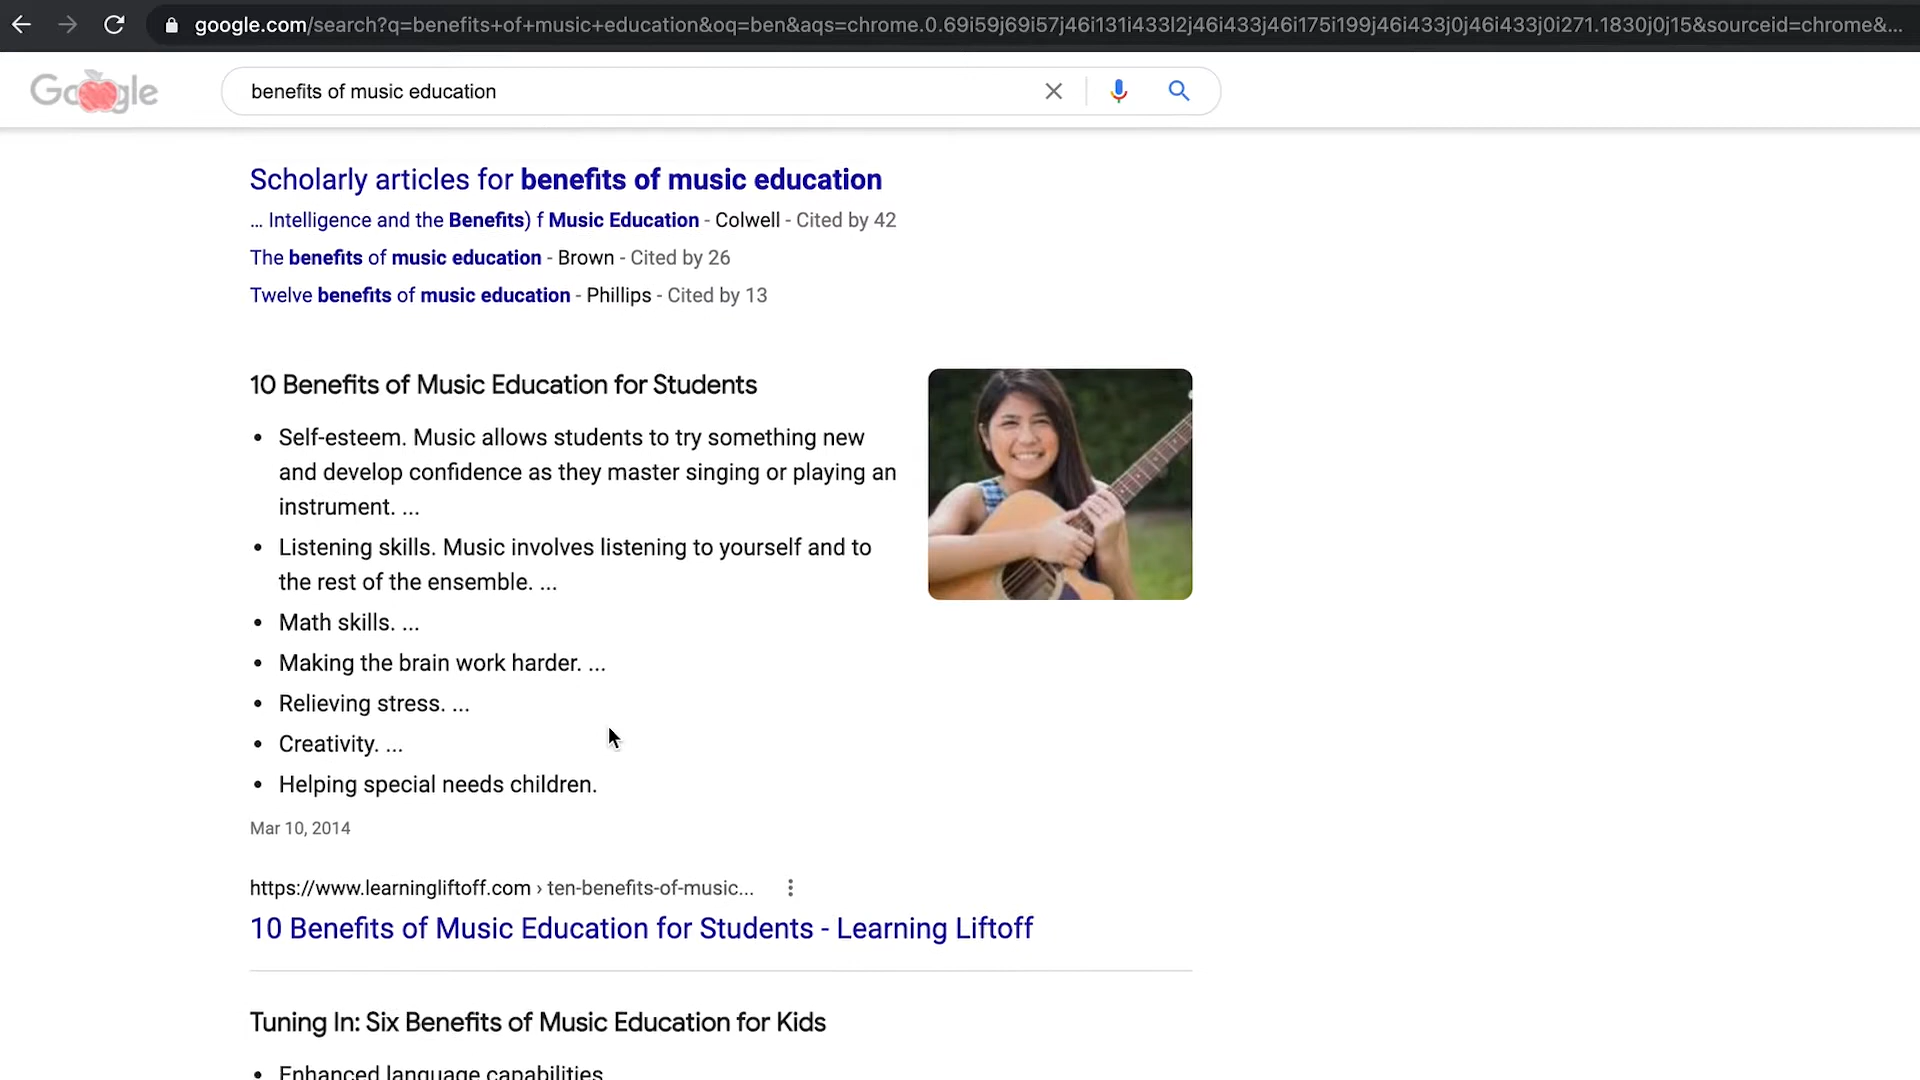 google.com/search?q=benefits+of+music+education&oq=ben&aqs=chrome.0.69i59j69i57j46i131i433l2j46i433j46i175i199j46i433j0j46i433j0i271.1830j0j15&sourceid=chrome&...
Google
benefits of music education
Scholarly articles for benefits of music education
... Intelligence and the Benefits) f Music Education - Colwell - Cited by 42
The benefits of music education - Brown - Cited by 26
Twelve benefits of music education - Phillips - Cited by 13
10 Benefits of Music Education for Students
• Self-esteem. Music allows students to try something new
and develop confidence as they master singing or playing an
instrument. ...
• Listening skills. Music involves listening to yourself and to
the rest of the ensemble. ...
• Math skills. ...
• Making the brain work harder. ...
• Relieving stress. ...
• Creativity. ...
• Helping special needs children.
Mar 10, 2014
https://www.learningliftoff.com › ten-benefits-of-music...
10 Benefits of Music Education for Students - Learning Liftoff
Tuning In: Six Benefits of Music Education for Kids
• Enhanced language capabilities